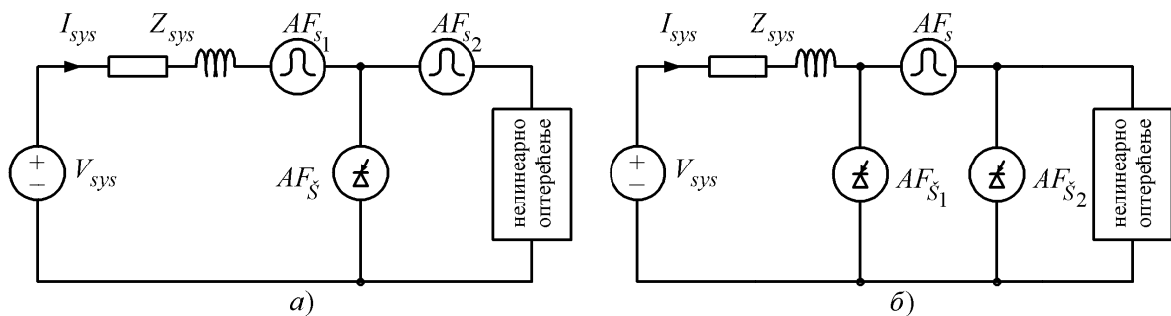 I_sys Z_sys AF_s1 AF_s2
+
−
V_sys
AF_Š
нелинеарно
оптерећење
а)
I_sys Z_sys AF_s
+
−
V_sys
AF_Š1
AF_Š2
нелинеарно
оптерећење
б)